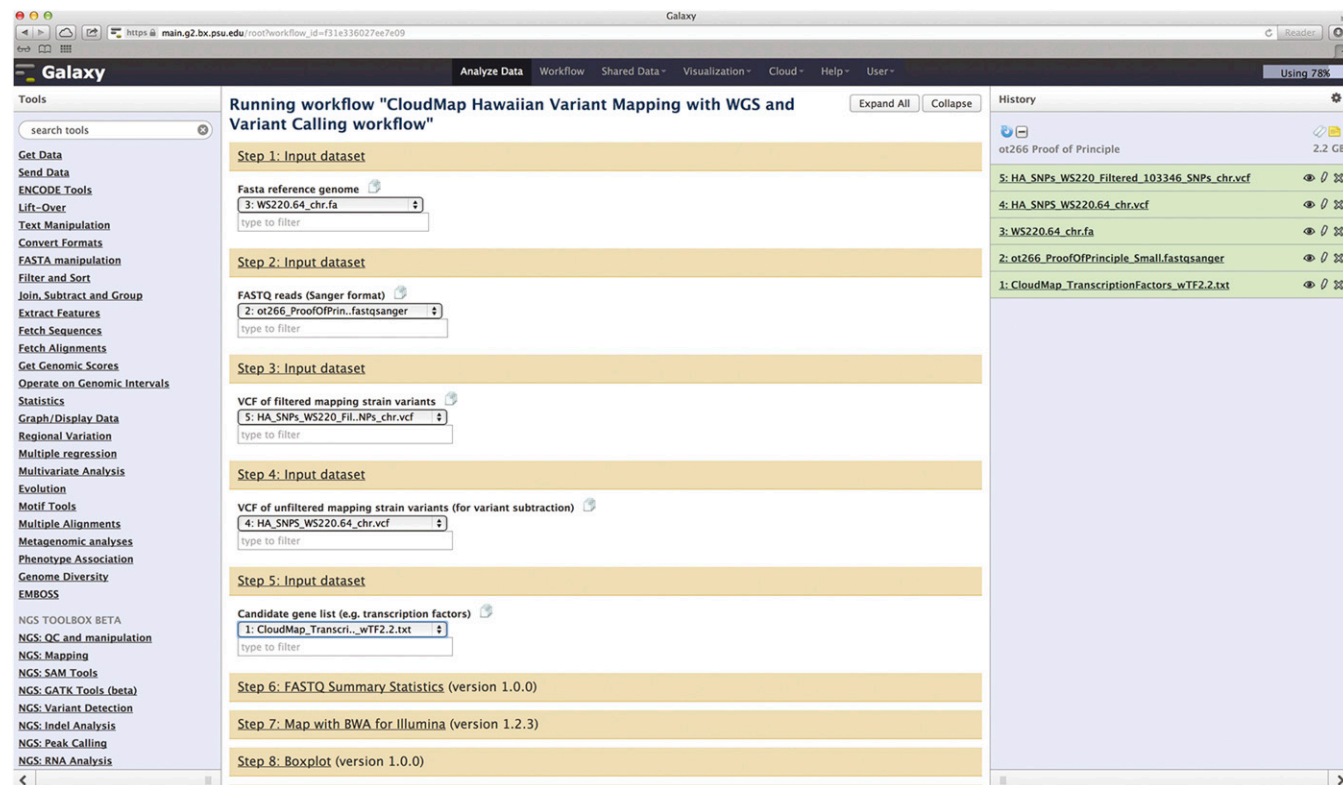 Galaxy
https main.g2.bx.psu.edu/root?workflow_id=f31e336027ee7e09
Reader
Galaxy
Analyze Data Workflow Shared Data Visualization Cloud Help User
Using 78%
Tools
search tools
Get Data
Send Data
ENCODE Tools
Lift-Over
Text Manipulation
Convert Formats
FASTA manipulation
Filter and Sort
Join, Subtract and Group
Extract Features
Fetch Sequences
Fetch Alignments
Get Genomic Scores
Operate on Genomic Intervals
Statistics
Graph/Display Data
Regional Variation
Multiple regression
Multivariate Analysis
Evolution
Motif Tools
Multiple Alignments
Metagenomic analyses
Phenotype Association
Genome Diversity
EMBOSS
NGS TOOLBOX BETA
NGS: QC and manipulation
NGS: Mapping
NGS: SAM Tools
NGS: GATK Tools (beta)
NGS: Variant Detection
NGS: Indel Analysis
NGS: Peak Calling
NGS: RNA Analysis
Running workflow "CloudMap Hawaiian Variant Mapping with WGS and
Variant Calling workflow"
Expand All Collapse
Step 1: Input dataset
Fasta reference genome
3: WS220.64_chr.fa
type to filter
Step 2: Input dataset
FASTQ reads (Sanger format)
2: ot266_ProofOfPrin..fastqsanger
type to filter
Step 3: Input dataset
VCF of filtered mapping strain variants
5: HA_SNPs_WS220_Fil..NPs_chr.vcf
type to filter
Step 4: Input dataset
VCF of unfiltered mapping strain variants (for variant subtraction)
4: HA_SNPS_WS220.64_chr.vcf
type to filter
Step 5: Input dataset
Candidate gene list (e.g. transcription factors)
1: CloudMap_Transcri.._wTF2.2.txt
type to filter
Step 6: FASTQ Summary Statistics (version 1.0.0)
Step 7: Map with BWA for Illumina (version 1.2.3)
Step 8: Boxplot (version 1.0.0)
History
ot266 Proof of Principle
2.2 GB
5: HA_SNPs_WS220_Filtered_103346_SNPs_chr.vcf
4: HA_SNPS_WS220.64_chr.vcf
3: WS220.64_chr.fa
2: ot266_ProofOfPrinciple_Small.fastqsanger
1: CloudMap_TranscriptionFactors_wTF2.2.txt